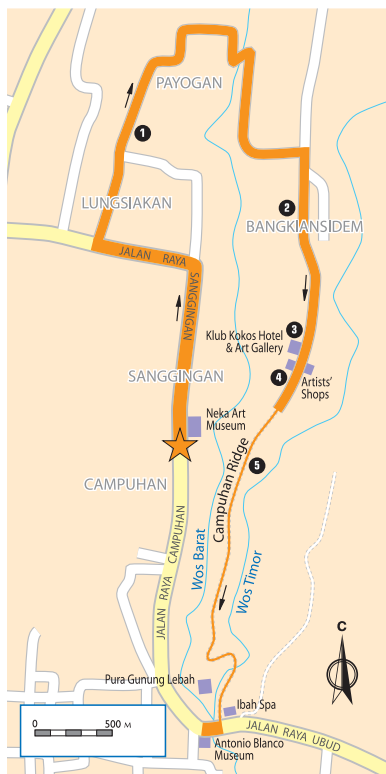 PAYOGAN
1
LUNGSIAKAN
2
BANGKIANSIDEM
JALAN RAYA
SANGGINGAN
3
Klub Kokos Hotel
& Art Gallery
4
Artists'
Shops
SANGGINGAN
Neka Art
Museum
Campuhan Ridge
5
CAMPUHAN
JALAN RAYA CAMPUHAN
Wos Barat
Wos Timor
C
Pura Gunung Lebah
Ibah Spa
0 500 M
JALAN RAYA UBUD
Antonio Blanco
Museum